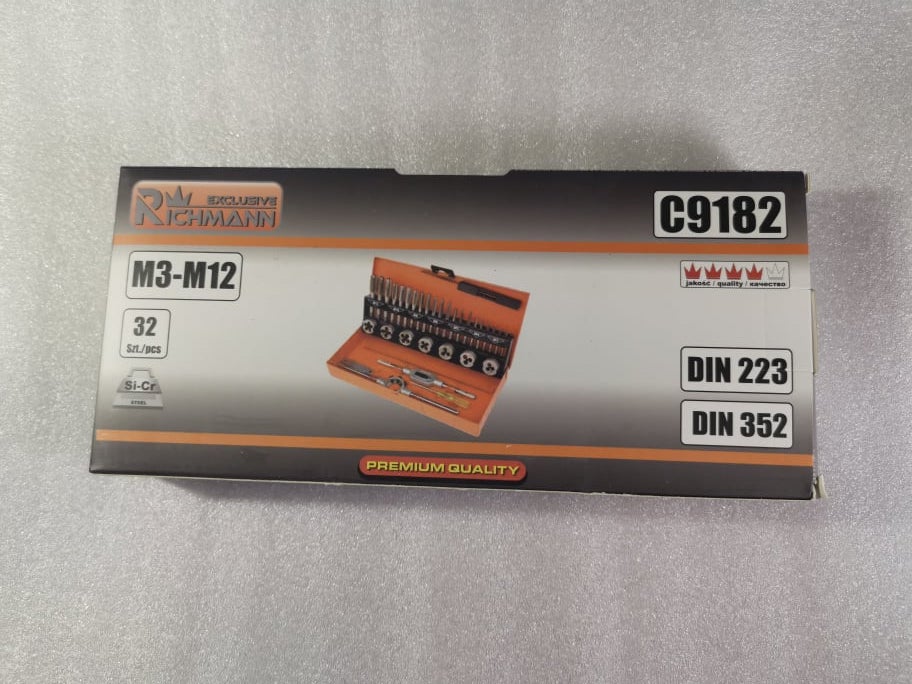 EXCLUSIVE
RICHMANN
C9182
M3-M12
jakość / quality / качество
32
Szt./pcs
DIN 223
Si-Cr
STEEL
DIN 352
PREMIUM QUALITY